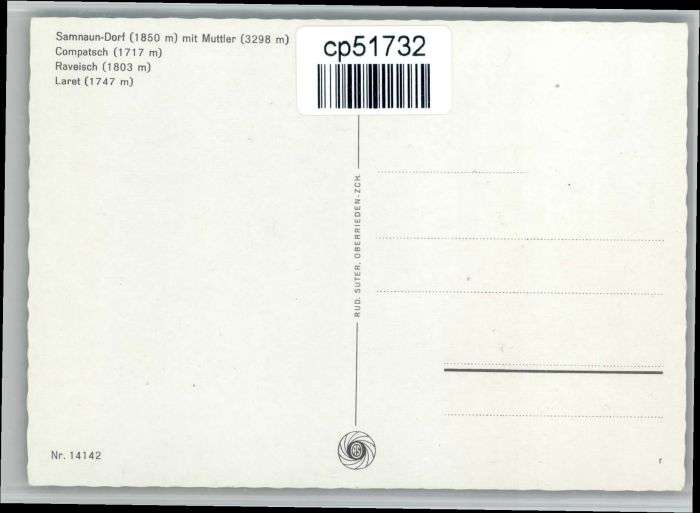 Samnaun-Dorf (1850 m) mit Muttler (3298 m)
Compatsch (1717 m)
Raveisch (1803 m)
Laret (1747 m)
cp51732
RUD. SUTER, OBERRIEDEN-ZCH.
Nr. 14142
r